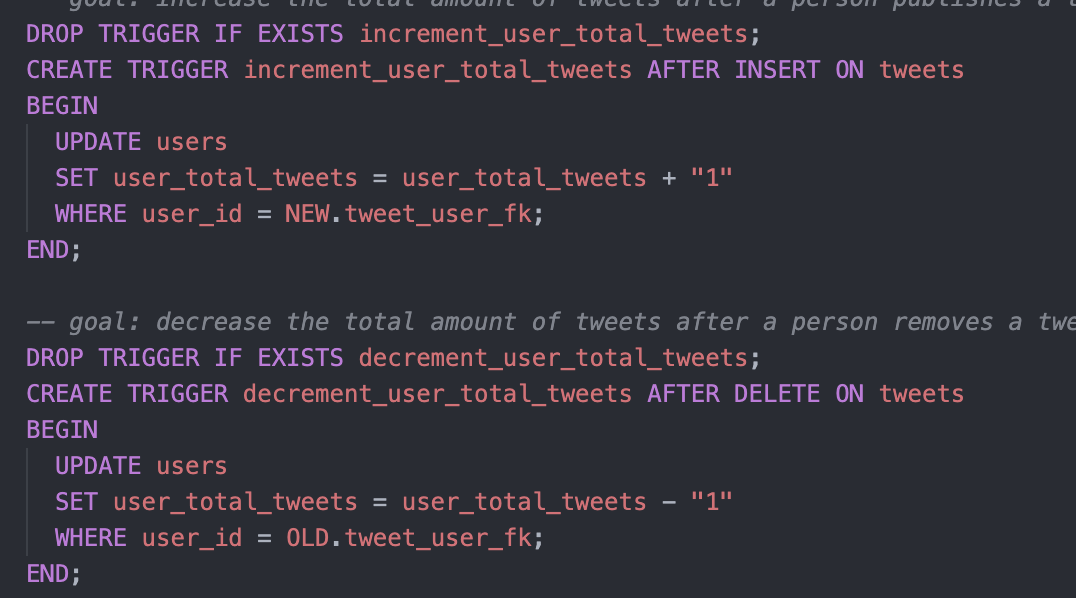 goal: increase the total amount of tweets after a person publishes a
DROP TRIGGER IF EXISTS increment_user_total_tweets;
CREATE TRIGGER increment_user_total_tweets AFTER INSERT ON tweets
BEGIN
  UPDATE users
  SET user_total_tweets = user_total_tweets + "1"
  WHERE user_id = NEW.tweet_user_fk;
END;

-- goal: decrease the total amount of tweets after a person removes a twe
DROP TRIGGER IF EXISTS decrement_user_total_tweets;
CREATE TRIGGER decrement_user_total_tweets AFTER DELETE ON tweets
BEGIN
  UPDATE users
  SET user_total_tweets = user_total_tweets - "1"
  WHERE user_id = OLD.tweet_user_fk;
END;